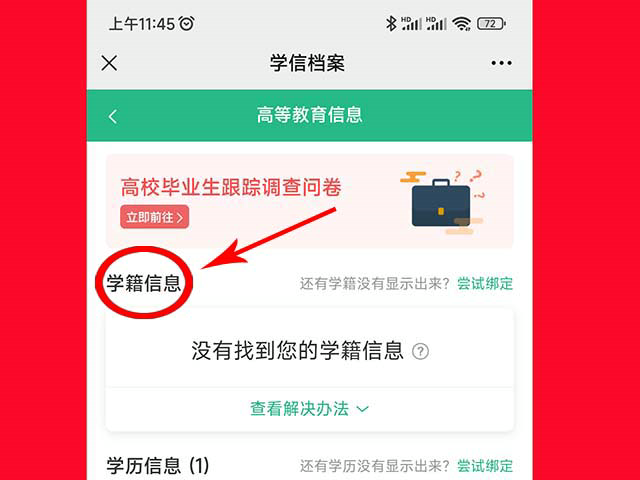 上午11:45
HD HD 72
学信档案
高等教育信息
高校毕业生跟踪调查问卷
立即前往 >
学籍信息
还有学籍没有显示出来？尝试绑定
没有找到您的学籍信息 ?
查看解决办法
学历信息 (1)
还有学历没有显示出来？尝试绑定